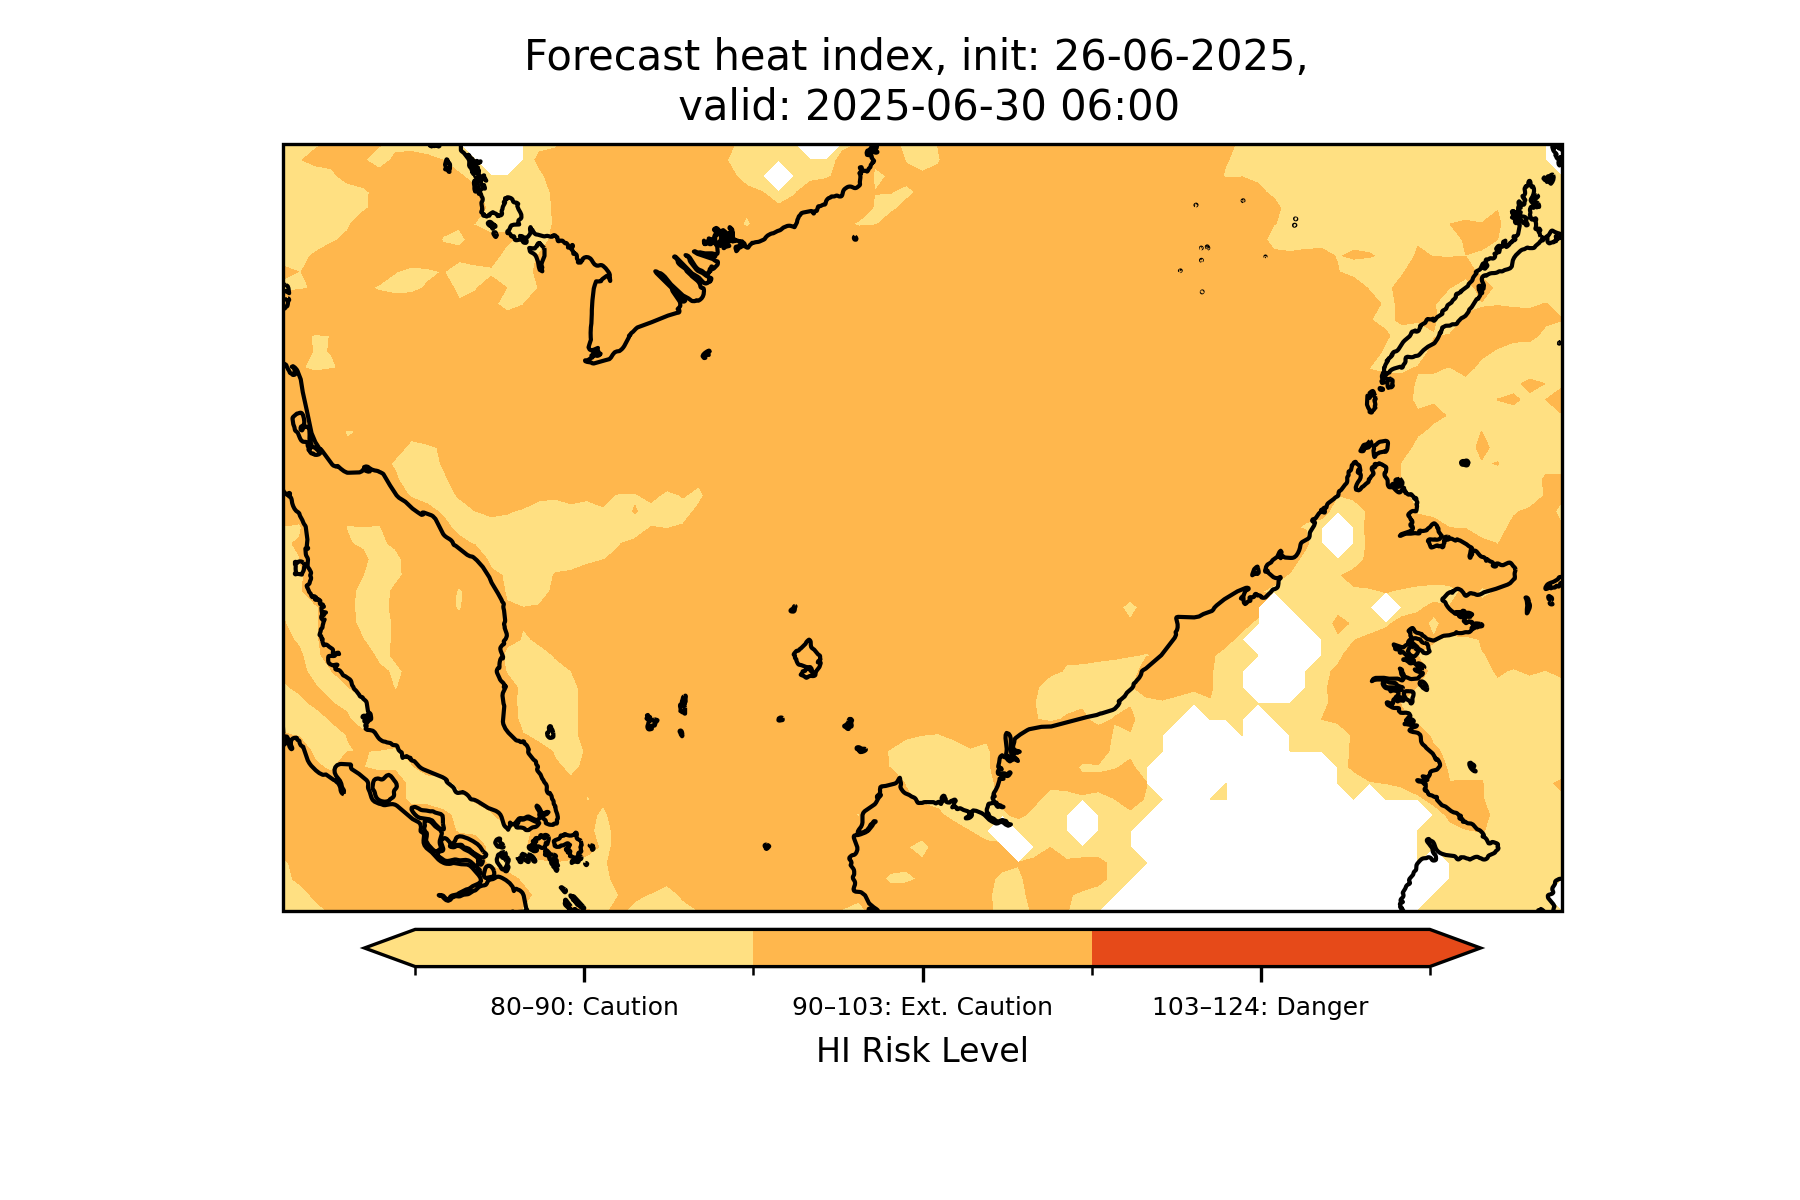 Forecast heat index, init: 26-06-2025,
valid: 2025-06-30 06:00
80–90: Caution
90–103: Ext. Caution
103–124: Danger
HI Risk Level